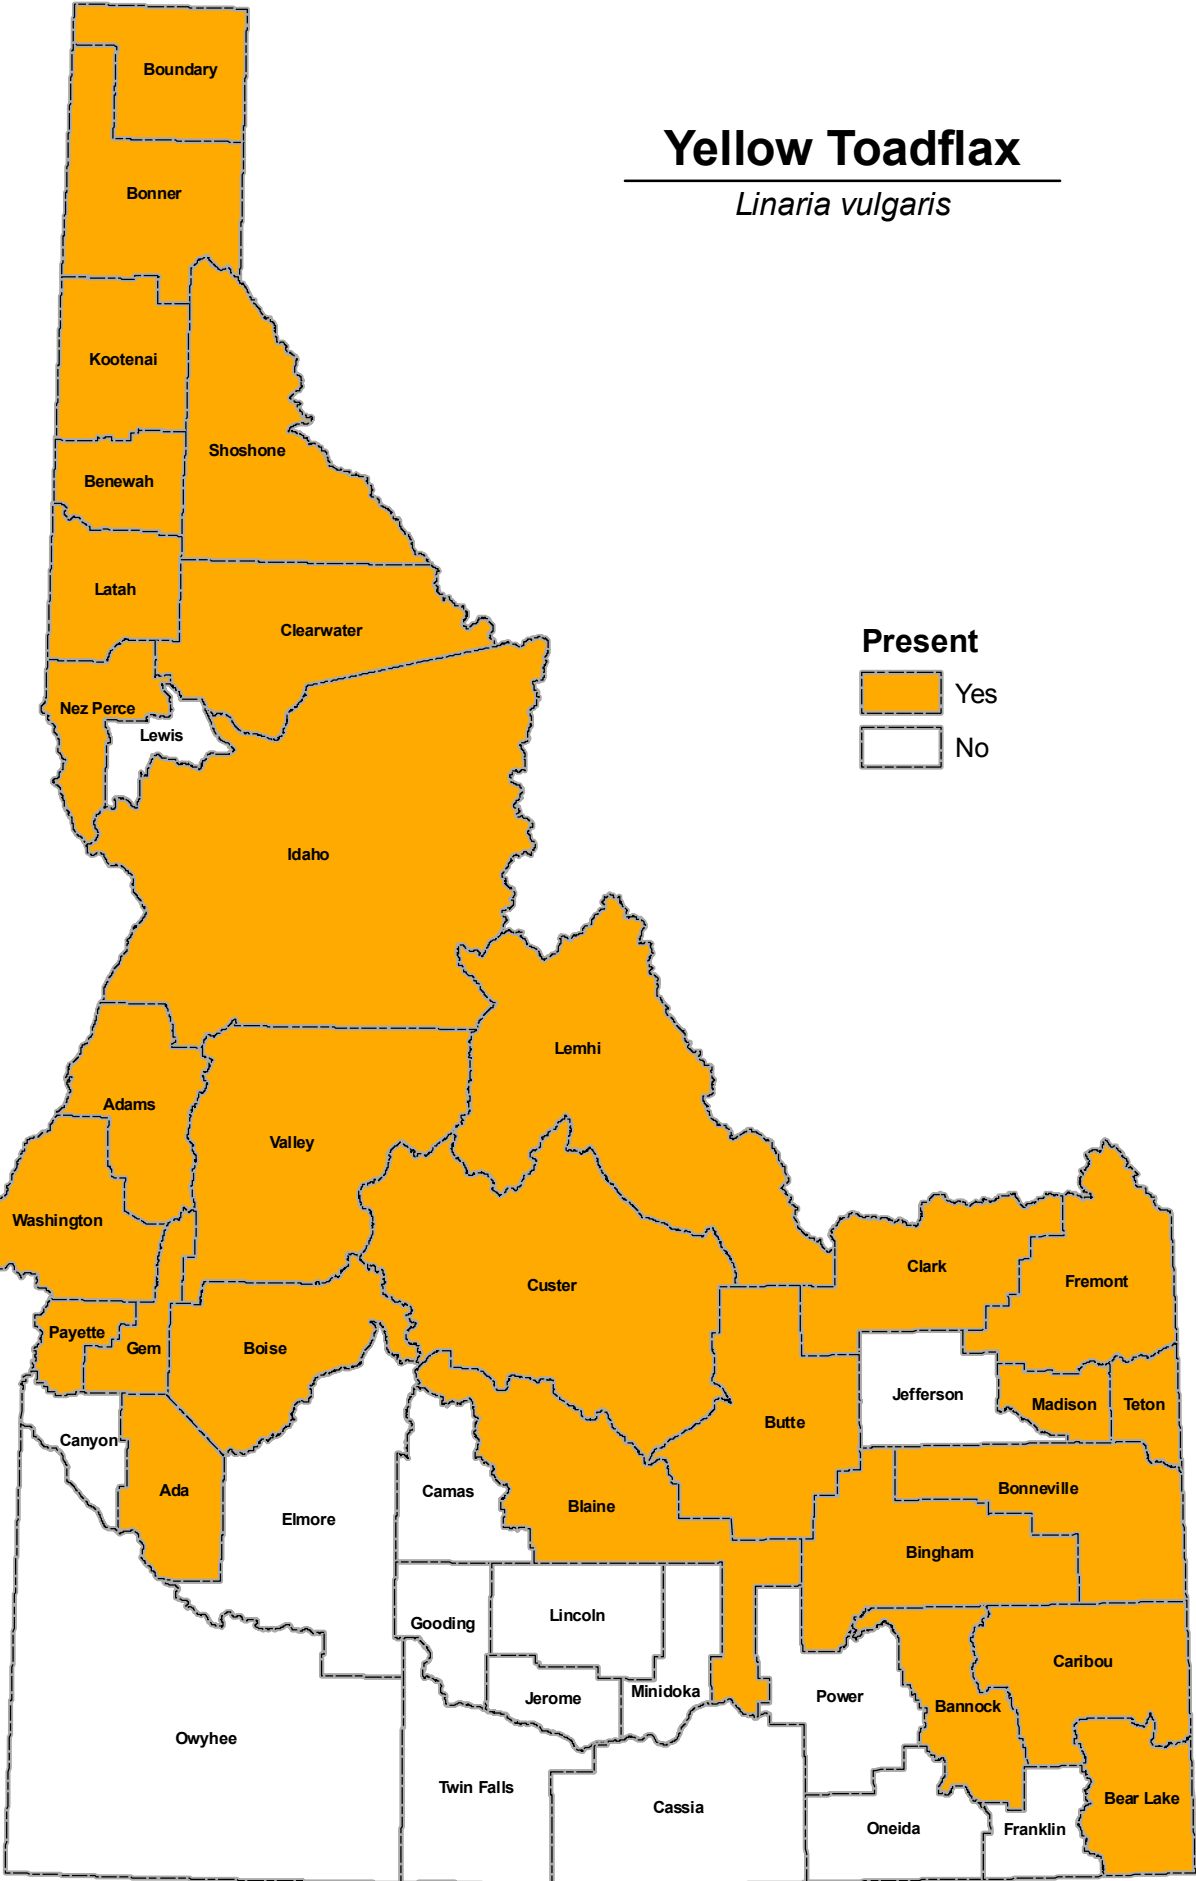 Yellow Toadflax
Linaria vulgaris
Present
Yes
No
Boundary
Bonner
Kootenai
Shoshone
Benewah
Latah
Clearwater
Nez Perce
Lewis
Idaho
Lemhi
Adams
Valley
Washington
Custer
Clark
Fremont
Payette
Gem
Boise
Jefferson
Madison
Teton
Butte
Canyon
Ada
Elmore
Camas
Blaine
Bonneville
Bingham
Gooding
Lincoln
Caribou
Jerome
Minidoka
Power
Bannock
Owyhee
Twin Falls
Cassia
Bear Lake
Oneida
Franklin